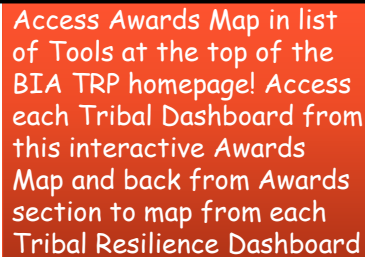 Access Awards Map in list
of Tools at the top of the
BIA TRP homepage! Access
each Tribal Dashboard from
this interactive Awards
Map and back from Awards
section to map from each
Tribal Resilience Dashboard